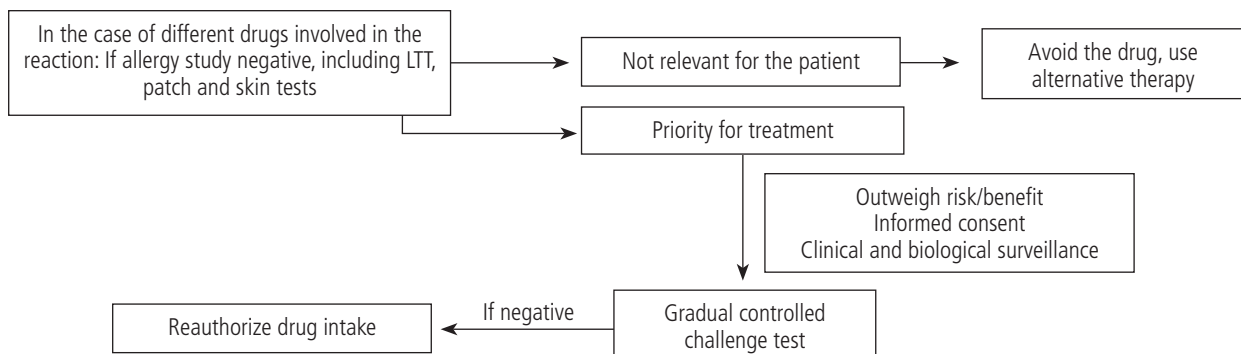 In the case of different drugs involved in the
reaction: If allergy study negative, including LTT,
patch and skin tests
Not relevant for the patient
Avoid the drug, use
alternative therapy
Priority for treatment
Outweigh risk/benefit
Informed consent
Clinical and biological surveillance
Reauthorize drug intake
If negative
Gradual controlled
challenge test